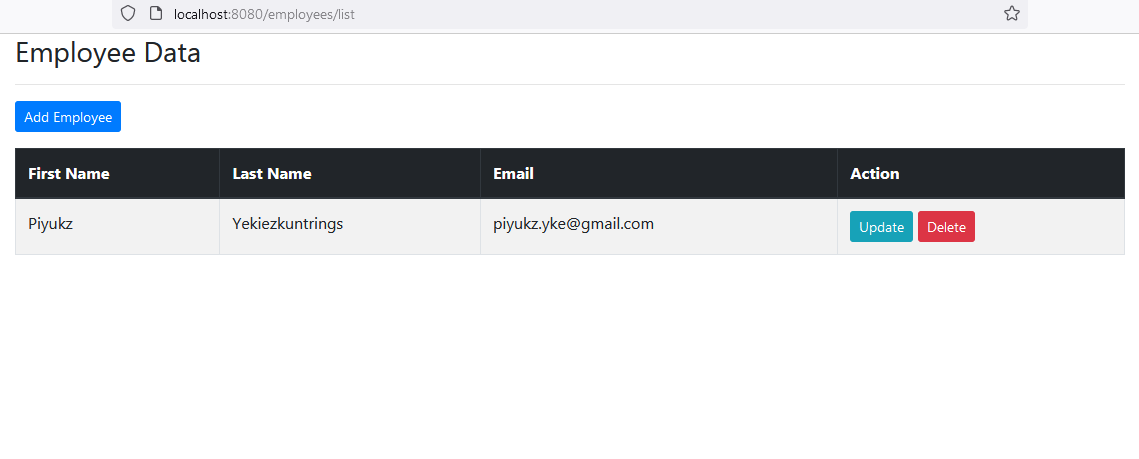 localhost:8080/employees/list
Employee Data
Add Employee
First Name Last Name Email Action
Piyukz Yekiezkuntrings piyukz.yke@gmail.com Update Delete